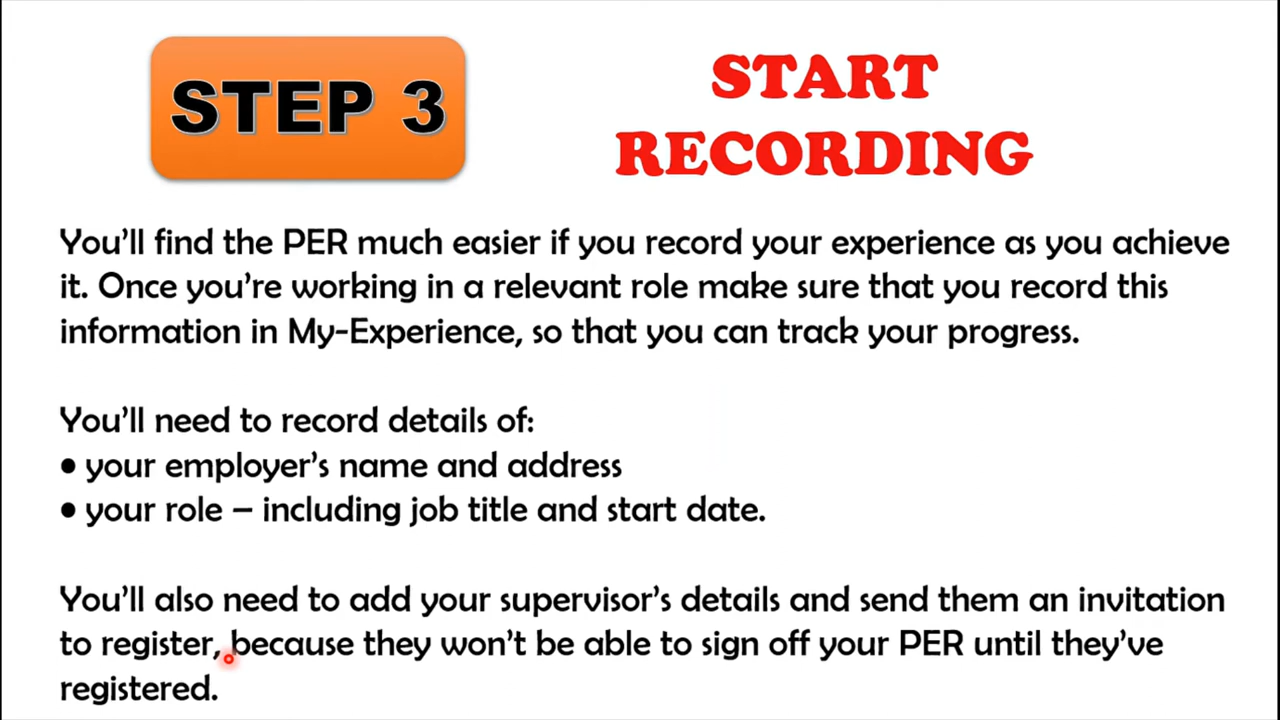 STEP 3
START
RECORDING
You'll find the PER much easier if you record your experience as you achieve
it. Once you're working in a relevant role make sure that you record this
information in My-Experience, so that you can track your progress.
You'll need to record details of:
• your employer's name and address
• your role – including job title and start date.
You'll also need to add your supervisor's details and send them an invitation
to register, because they won't be able to sign off your PER until they've
registered.